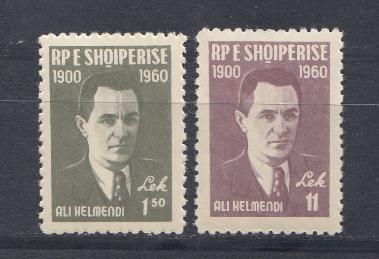 RP E SHQIPERISE
1900 1960
Lek
ALI KELMENDI 1 50
RP E SHQIPERISE
1900 1960
Lek
ALI KELMENDI 11